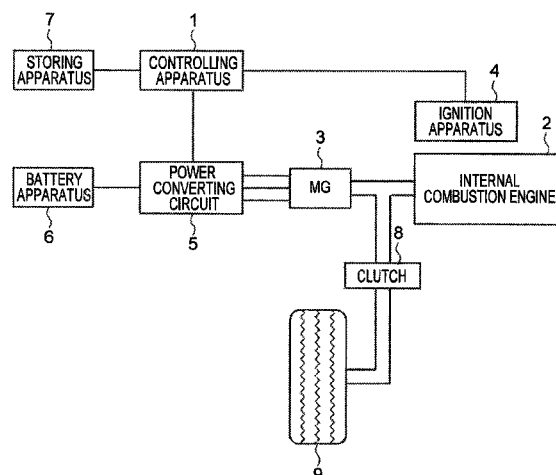 7
1
STORING
APPARATUS
CONTROLLING
APPARATUS
4
IGNITION
APPARATUS
2
3
BATTERY
APPARATUS
6
POWER
CONVERTING
CIRCUIT
5
MG
INTERNAL
COMBUSTION ENGINE
8
CLUTCH
9